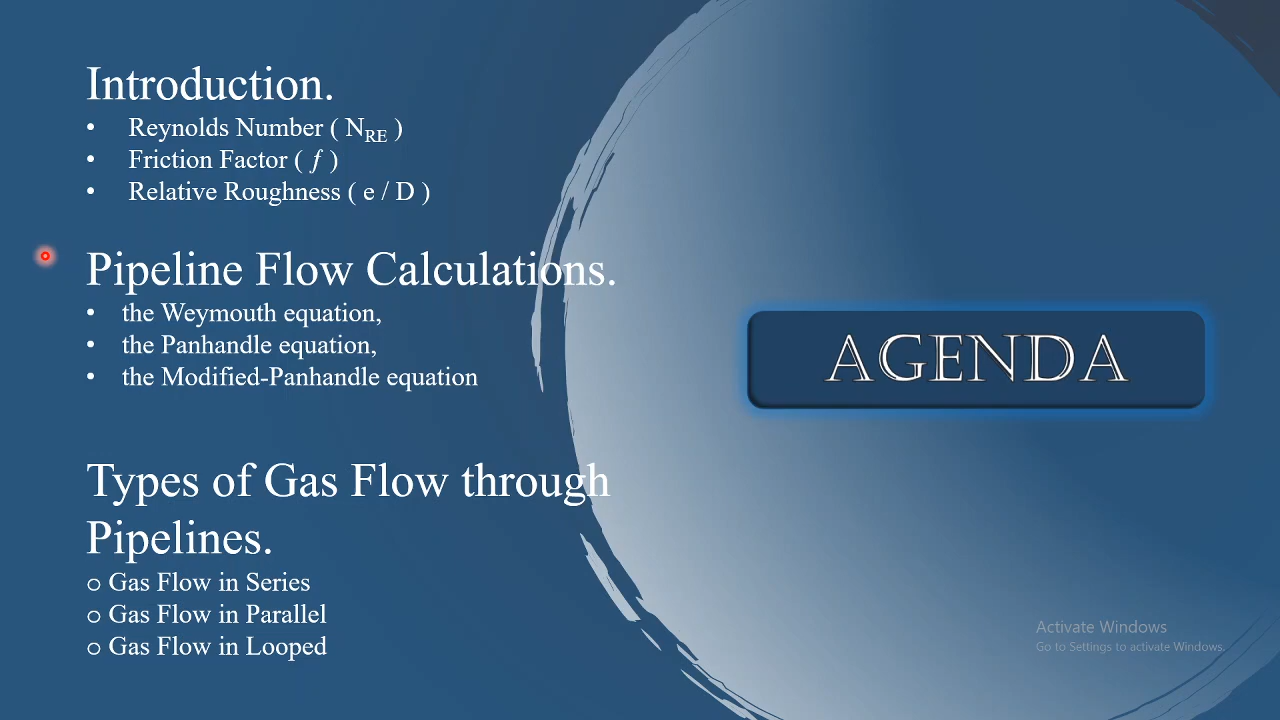 Introduction.
• Reynolds Number ( N_RE )
• Friction Factor ( f )
• Relative Roughness ( e / D )
Pipeline Flow Calculations.
• the Weymouth equation,
• the Panhandle equation,
• the Modified-Panhandle equation
Types of Gas Flow through
Pipelines.
o Gas Flow in Series
o Gas Flow in Parallel
o Gas Flow in Looped
AGENDA
Activate Windows
Go to Settings to activate Windows.